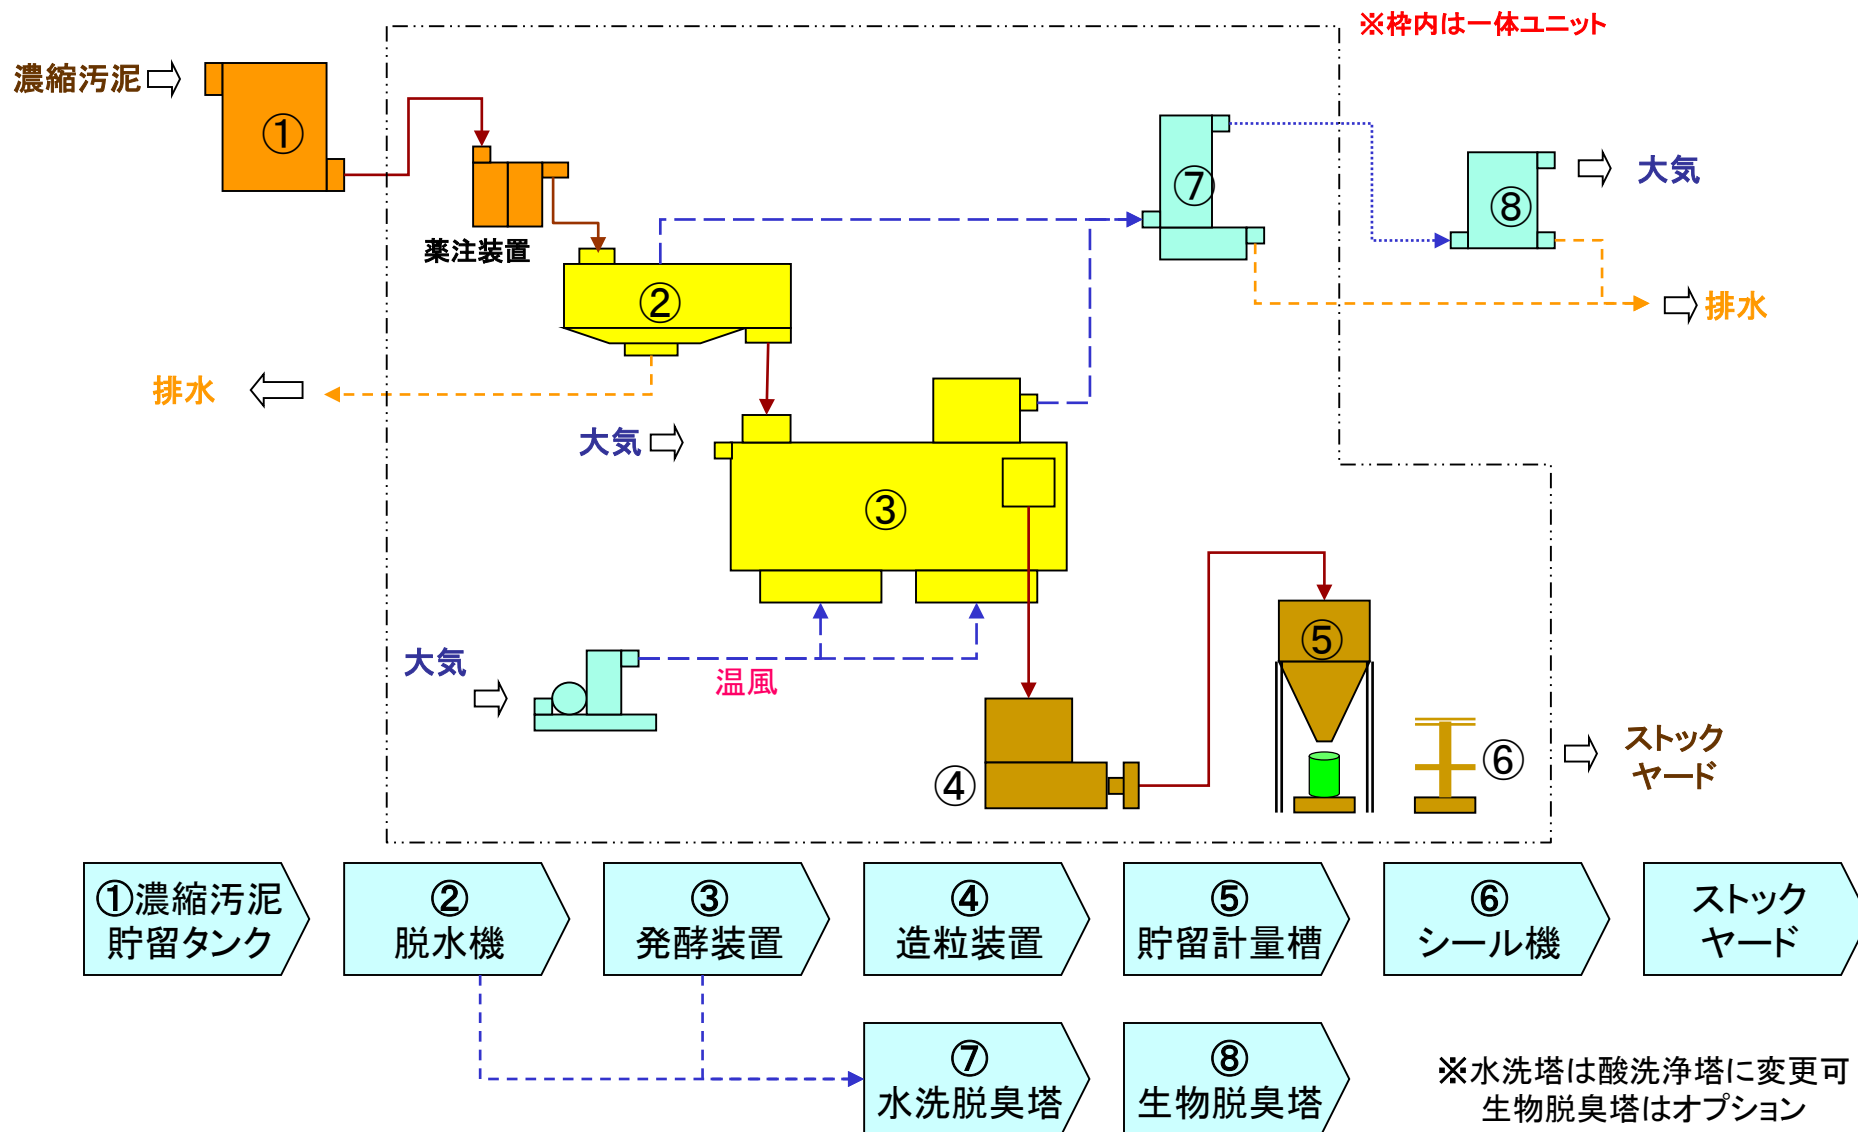 ※枠内は一体ユニット
濃縮汚泥
①
薬注装置
②
⑦
⑧
大気
排水
排水
大気
③
大気
温風
④
⑤
⑥
ストック
ヤード
①濃縮汚泥
貯留タンク
②
脱水機
③
発酵装置
④
造粒装置
⑤
貯留計量槽
⑥
シール機
ストック
ヤード
⑦
水洗脱臭塔
⑧
生物脱臭塔
※水洗塔は酸洗浄塔に変更可
生物脱臭塔はオプション